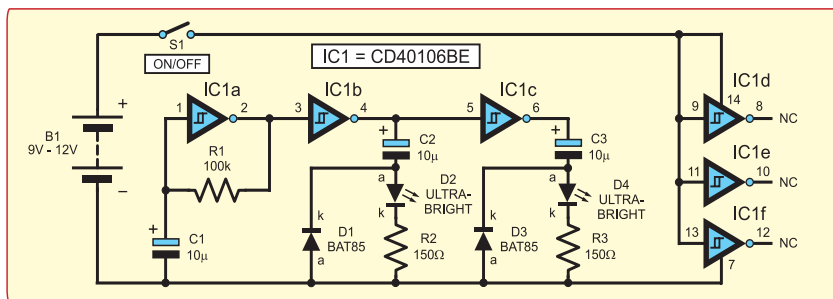 S1
ON/OFF
IC1 = CD40106BE
B1
9V - 12V
+
−
IC1a
1
2
R1
100k
+
C1
10µ
IC1b
3
4
+
C2
10µ
a
D2
ULTRA-
BRIGHT
k
k
D1
BAT85
a
R2
150Ω
IC1c
5
6
+
C3
10µ
a
D4
ULTRA-
BRIGHT
k
k
D3
BAT85
a
R3
150Ω
IC1d
9
14
8
NC
IC1e
11
10
NC
IC1f
13
12
NC
7